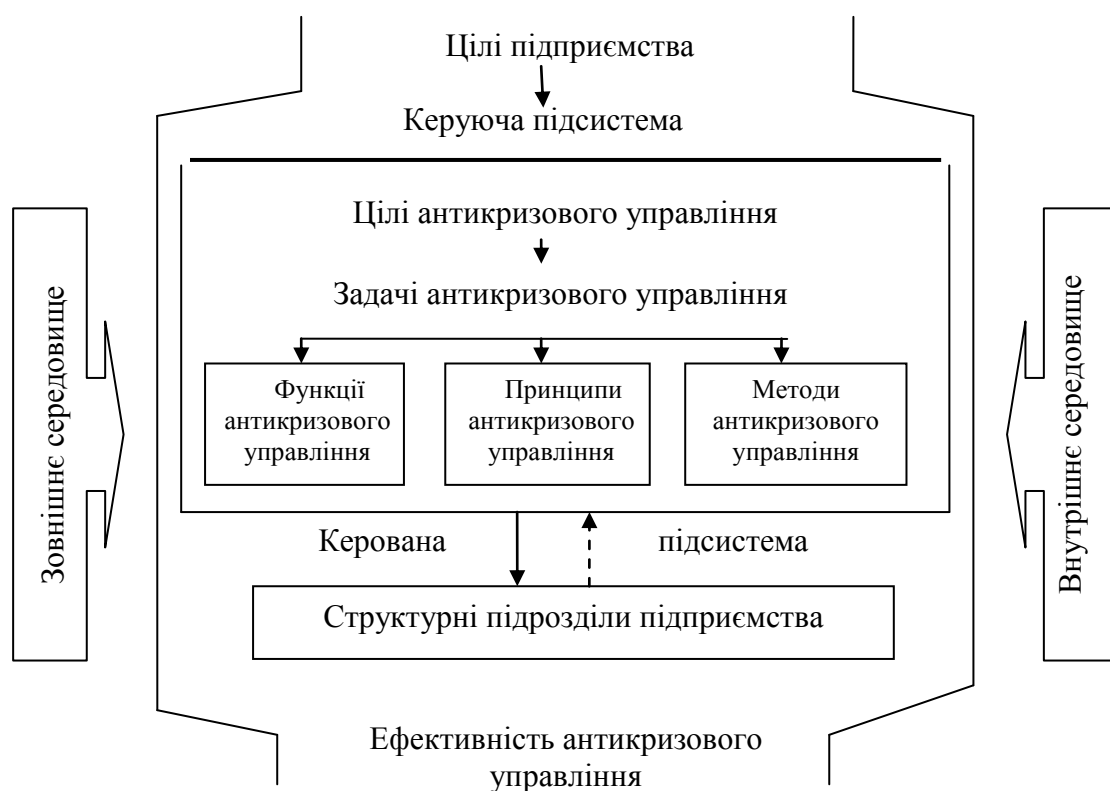 Цілі підприємства
Керуюча підсистема
Цілі антикризового управління
Задачі антикризового управління
Функції
антикризового
управління
Принципи
антикризового
управління
Методи
антикризового
управління
Керована підсистема
Структурні підрозділи підприємства
Ефективність антикризового
управління
Зовнішнє середовище
Внутрішнє середовище